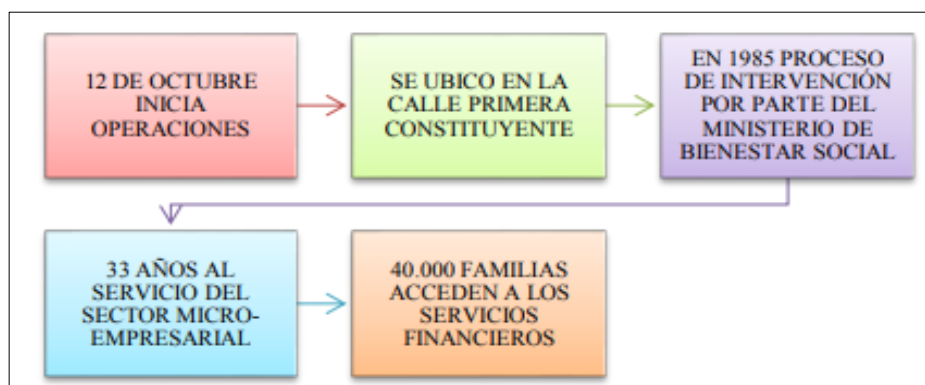 12 DE OCTUBRE
INICIA
OPERACIONES
SE UBICO EN LA
CALLE PRIMERA
CONSTITUYENTE
EN 1985 PROCESO
DE INTERVENCIÓN
POR PARTE DEL
MINISTERIO DE
BIENESTAR SOCIAL
33 AÑOS AL
SERVICIO DEL
SECTOR MICRO-
EMPRESARIAL
40.000 FAMILIAS
ACCEDEN A LOS
SERVICIOS
FINANCIEROS